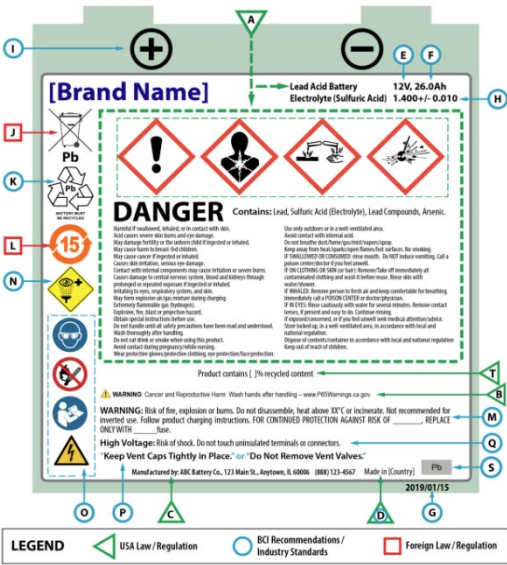 A
I
E
F
[Brand Name]
Lead Acid Battery 12V, 26.0Ah
Electrolyte (Sulfuric Acid) 1.400+/- 0.010
H
J
Pb
K
Pb
BATTERY MUST
BE RECYCLED
L
15
N
DANGER Contains: Lead, Sulfuric Acid (Electrolyte), Lead Compounds, Arsenic.
Harmful if swallowed, inhaled, or in contact with skin.
Acid causes severe skin burns and eye damage.
May damage fertility or the unborn child if ingested or inhaled.
May cause harm to breast-fed children.
May cause cancer if ingested or inhaled.
Causes skin irritation, serious eye damage.
Contact with internal components may cause irritation or severe burns.
Causes damage to central nervous system, blood and kidneys through
prolonged or repeated exposure if ingested or inhaled.
Irritating to eyes, respiratory system, and skin.
May form explosive air/gas mixture during charging.
Extremely flammable gas (hydrogen).
Explosion, fire, blast or projection hazard.
Obtain special instructions before use.
Do not handle until all safety precautions have been read and understood.
Wash thoroughly after handling.
Do not eat drink or smoke when using this product.
Avoid contact during pregnancy/while nursing.
Wear protective gloves/protective clothing, eye protection/face protection.
Use only outdoors or in a well-ventilated area.
Avoid contact with internal acid.
Do not breathe dust/fume/gas/mist/vapors/spray.
Keep away from heat/sparks/open flames/hot surfaces. No smoking
IF SWALLOWED OR CONSUMED: rinse mouth. Do NOT induce vomiting. Call a
poison center/doctor if you feel unwell.
IF ON CLOTHING OR SKIN (or hair): Remove/Take off immediately all
contaminated clothing and wash it before reuse. Rinse skin with
water/shower.
IF INHALED: Remove person to fresh air and keep comfortable for breathing.
Immediately call a POISON CENTER or doctor/physician.
IF IN EYES: Rinse cautiously with water for several minutes. Remove contact
lenses, if present and easy to do. Continue rinsing.
If exposed/concerned, or if you feel unwell seek medical attention/advice.
Store locked up, in a well-ventilated area, in accordance with local and
national regulation.
Dispose of contents/container in accordance with local and national regulation
Keep out of reach of children.
Product contains [ ]% recycled content
T
WARNING: Cancer and Reproductive Harm. Wash hands after handling – www.P65Warnings.ca.gov.
B
WARNING: Risk of fire, explosion or burns. Do not disassemble, heat above XX°C or incinerate. Not recommended for
inverted use. Follow product charging instructions. FOR CONTINUED PROTECTION AGAINST RISK OF ______, REPLACE
ONLY WITH _____fuse.
M
High Voltage: Risk of shock. Do not touch uninsulated terminals or connectors.
Q
"Keep Vent Caps Tightly in Place." or "Do Not Remove Vent Valves."
Manufactured by: ABC Battery Co., 123 Main St., Anytown, IL 60006 (888) 123-4567 Made in [Country]
Pb
S
2019/01/15
O
P
C
D
G
LEGEND
USA Law / Regulation
BCI Recommendations /
Industry Standards
Foreign Law / Regulation